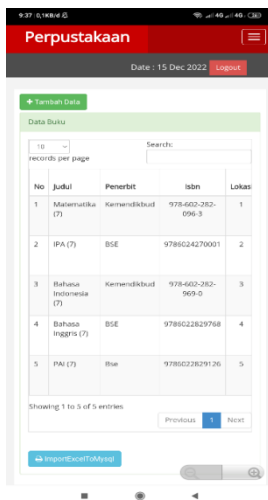 9:37 | 0,1KB/d
4G 4G
Perpustakaan
Date : 15 Dec 2022 Logout
+ Tambah Data
Data Buku
10
records per page
Search:
No Judul Penerbit Isbn Lokasi
1 Matematika (7) Kemendikbud 978-602-282-096-3 1
2 IPA (7) BSE 9786024270001 2
3 Bahasa Indonesia (7) Kemendikbud 978-602-282-969-0 3
4 Bahasa Inggris (7) BSE 9786022829768 4
5 PAI (7) Bse 9786022829126 5
Showing 1 to 5 of 5 entries
Previous 1 Next
ImportExcelToMysql